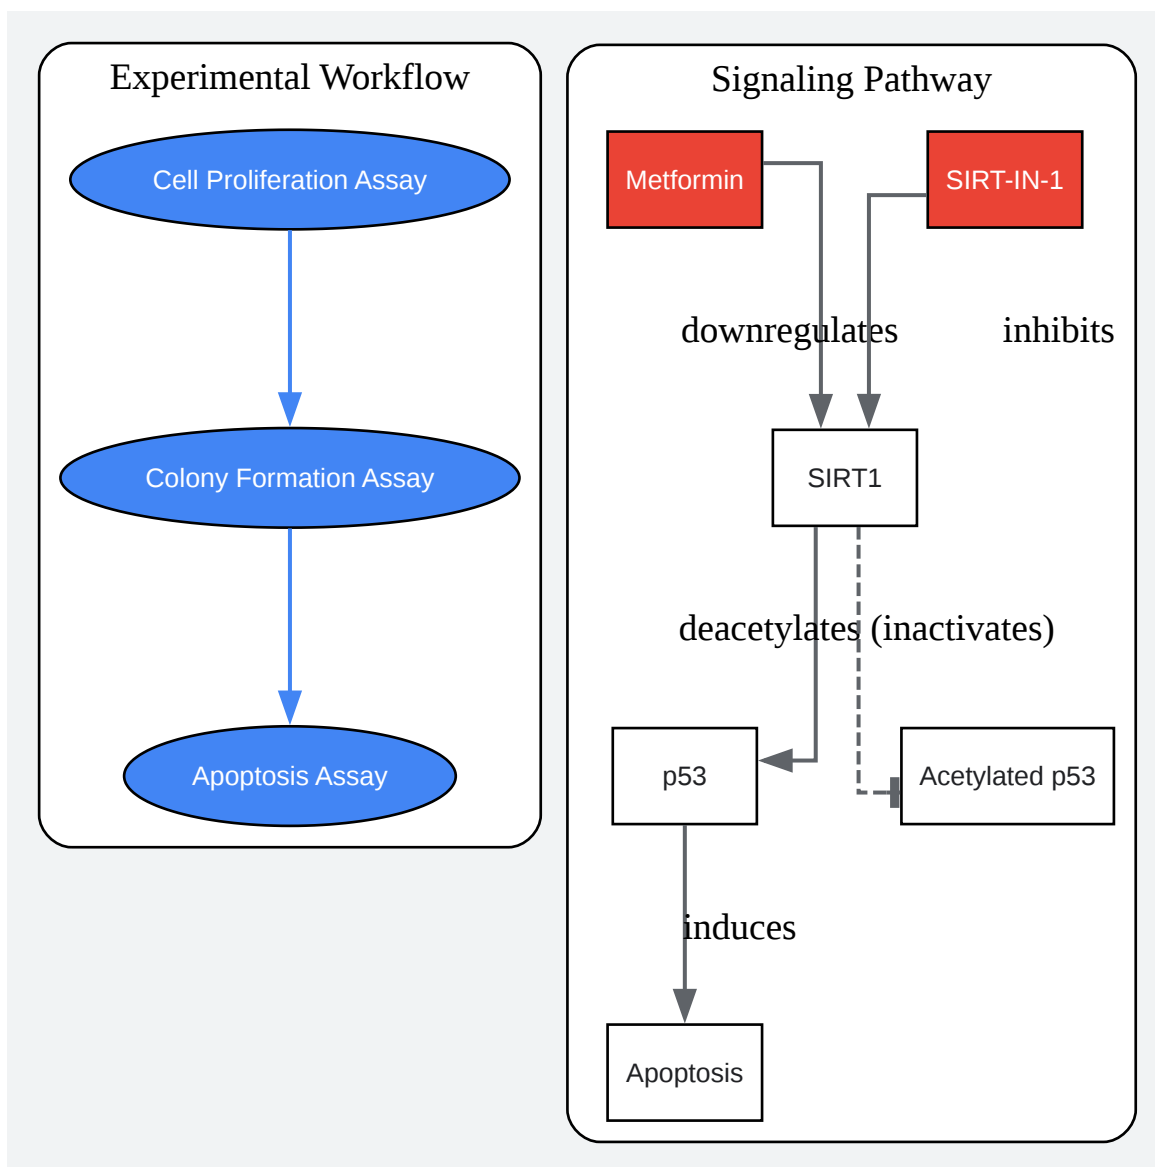 Experimental Workflow
Cell Proliferation Assay
Colony Formation Assay
Apoptosis Assay
Signaling Pathway
Metformin
SIRT-IN-1
downregulates
inhibits
SIRT1
deacetylates (inactivates)
p53
Acetylated p53
induces
Apoptosis